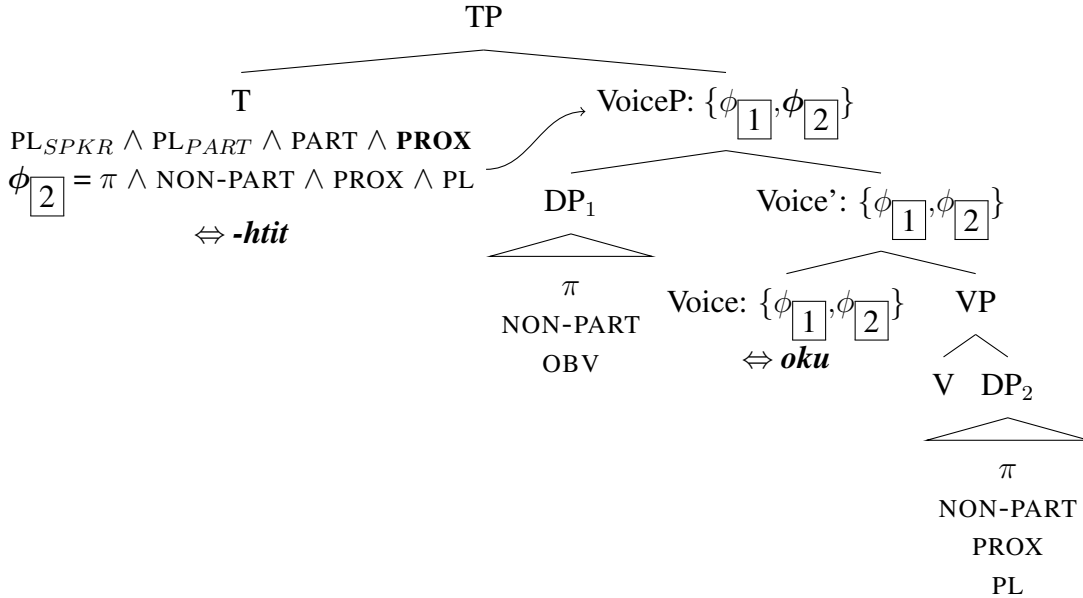 TP
T VoiceP: {ϕ1,ϕ2}
PL_SPKR ∧ PL_PART ∧ PART ∧ PROX
ϕ2 = π ∧ NON-PART ∧ PROX ∧ PL
⇔ -htit
DP₁ Voice’: {ϕ1,ϕ2}
π
NON-PART
OBV
Voice: {ϕ1,ϕ2} VP
⇔ oku
V DP₂
π
NON-PART
PROX
PL